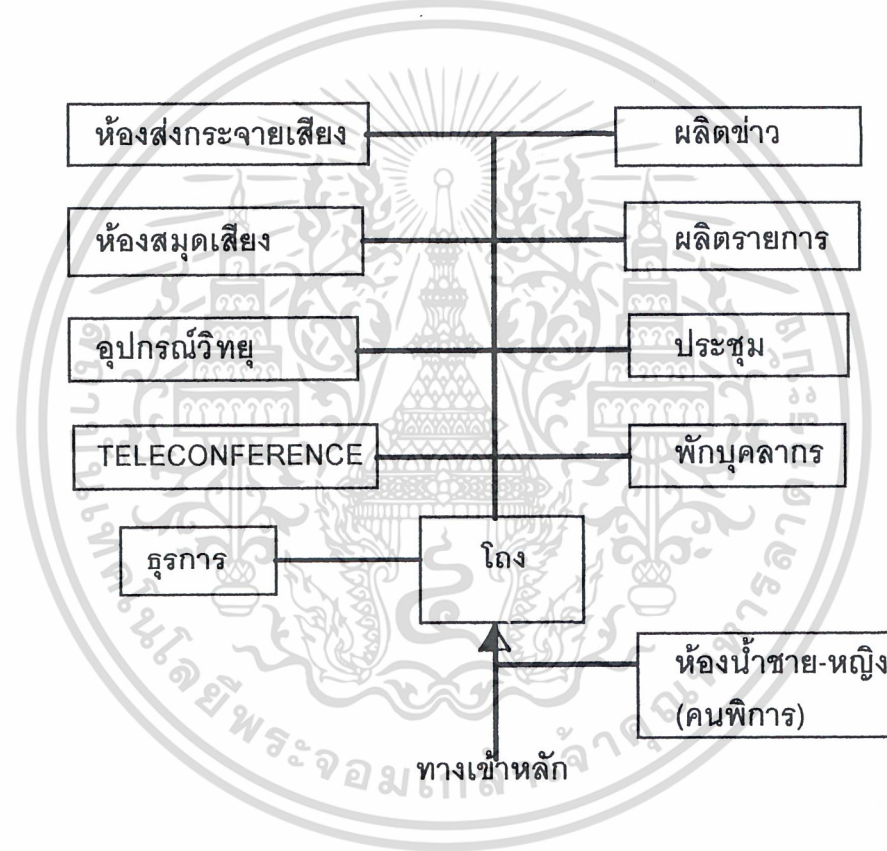 ห้องส่งกระจายเสียง
ผลิตข่าว
ห้องสมุดเสียง
ผลิตรายการ
อุปกรณ์วิทยุ
ประชุม
TELECONFERENCE
พักบุคลากร
ธุรการ
โถง
ห้องน้ำชาย-หญิง
(คนพิการ)
ทางเข้าหลัก